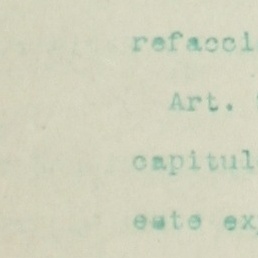 refacci
Art.
capitul
este ex